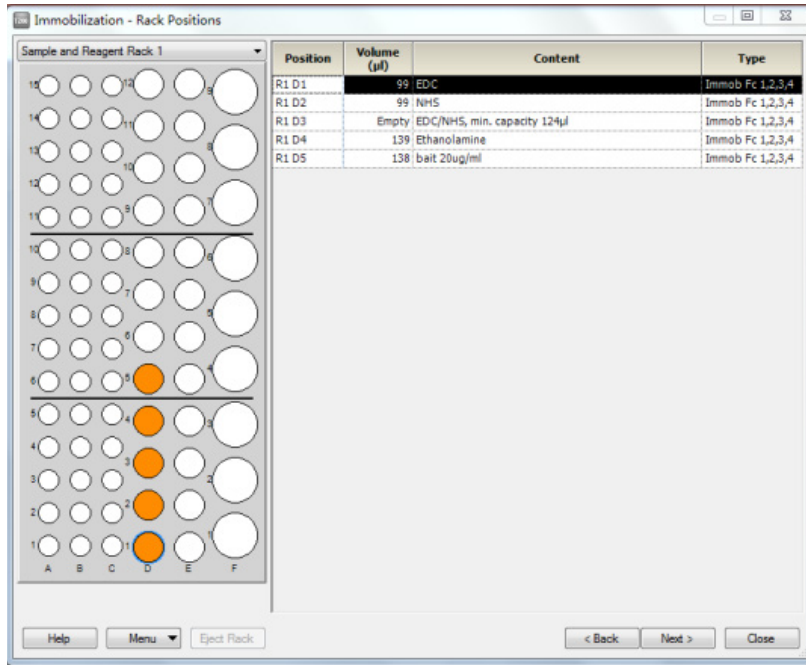 Immobilization - Rack Positions
Sample and Reagent Rack 1
Position Volume (µl) Content Type
R1 D1 99 EDC Immob Fc 1,2,3,4
R1 D2 99 NHS Immob Fc 1,2,3,4
R1 D3 Empty EDC/NHS, min. capacity 124µl Immob Fc 1,2,3,4
R1 D4 139 Ethanolamine Immob Fc 1,2,3,4
R1 D5 138 bait 20ug/ml Immob Fc 1,2,3,4
15 12 9
14 11
13 8
12 10
11 9 7
10 8 6
9 7
8 5
7 6
6 5 4
5 4 3
4
3 3 2
2 2
1 1 1
A B C D E F
Help Menu Eject Rack < Back Next > Close